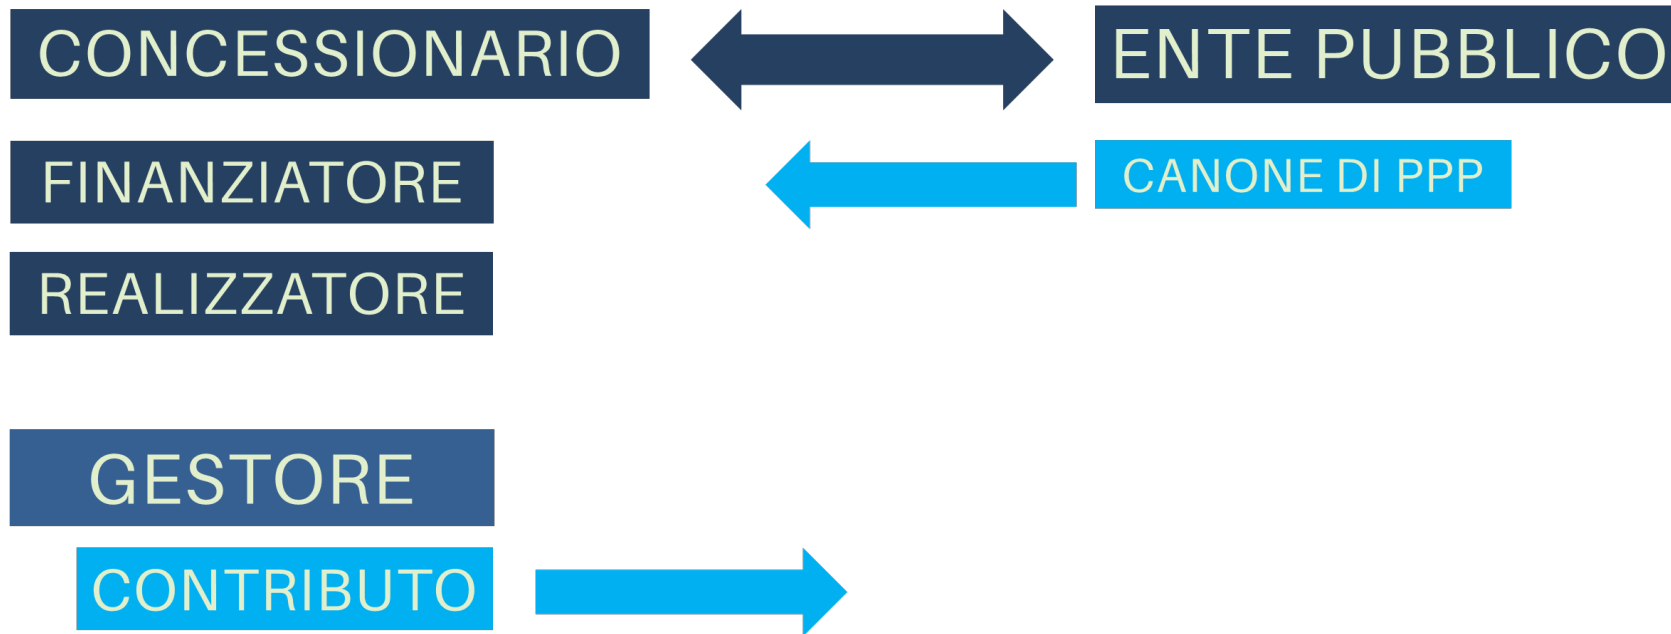 CONCESSIONARIO
ENTE PUBBLICO
FINANZIATORE
CANONE DI PPP
REALIZZATORE
GESTORE
CONTRIBUTO